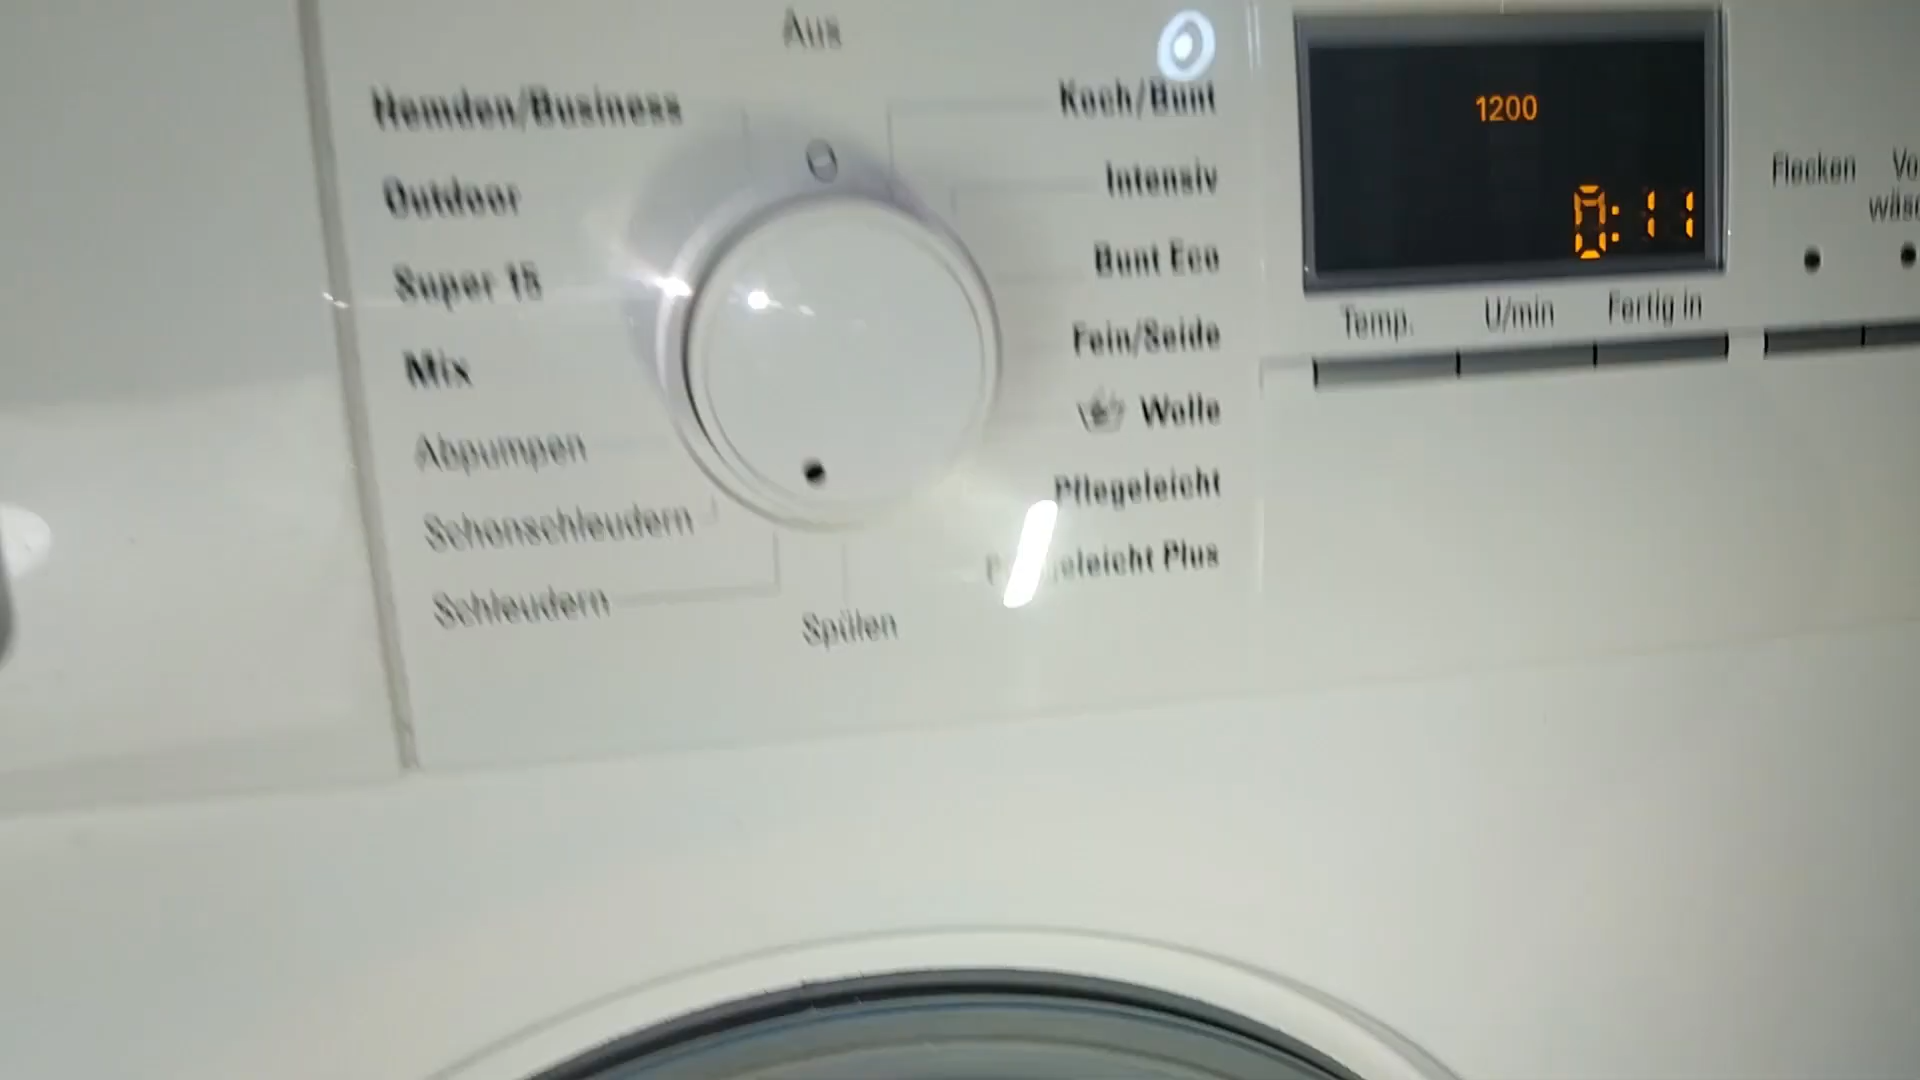 Aus
Hemden/Business
Outdoor
Super 15
Mix
Abpumpen
Schonschleudern
Schleudern
Spülen
Koch/Bunt
Intensiv
Bunt Eco
Fein/Seide
Wolle
Pflegeleicht
Plus
1200
0:11
Temp.
U/min
Fertig in
Flecken